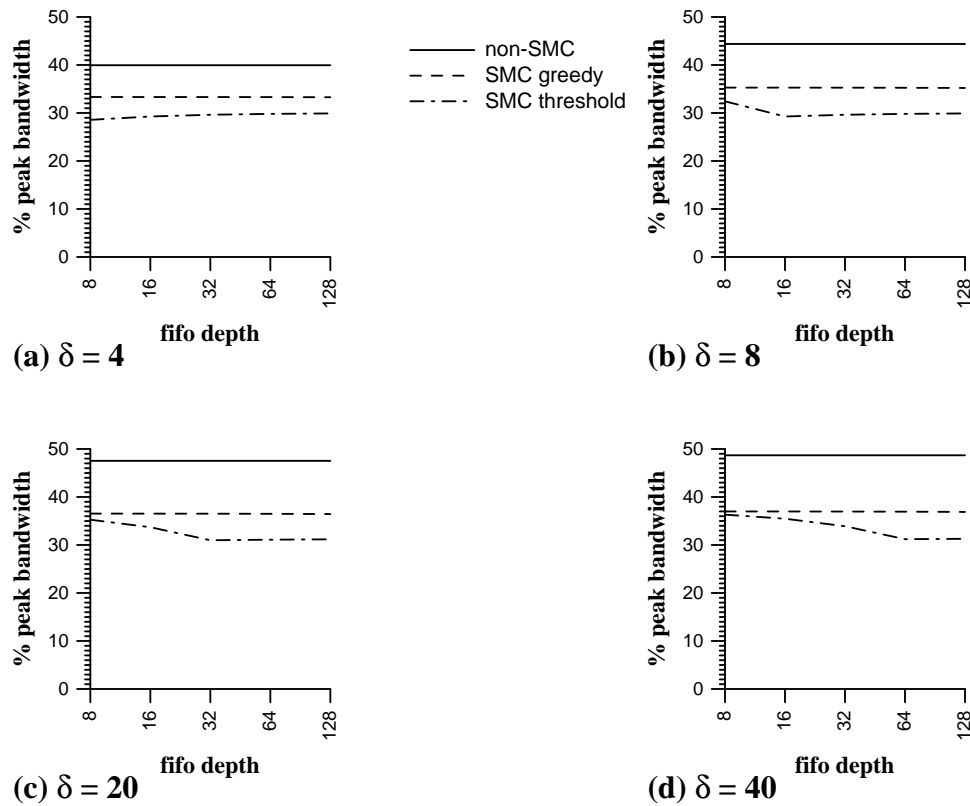 50
40
30
20
10
0
% peak bandwidth
8
16
32
64
128
fifo depth
(a) δ = 4
non-SMC
SMC greedy
SMC threshold
50
40
30
20
10
0
% peak bandwidth
8
16
32
64
128
fifo depth
(b) δ = 8
50
40
30
20
10
0
% peak bandwidth
8
16
32
64
128
fifo depth
(c) δ = 20
50
40
30
20
10
0
% peak bandwidth
8
16
32
64
128
fifo depth
(d) δ = 40